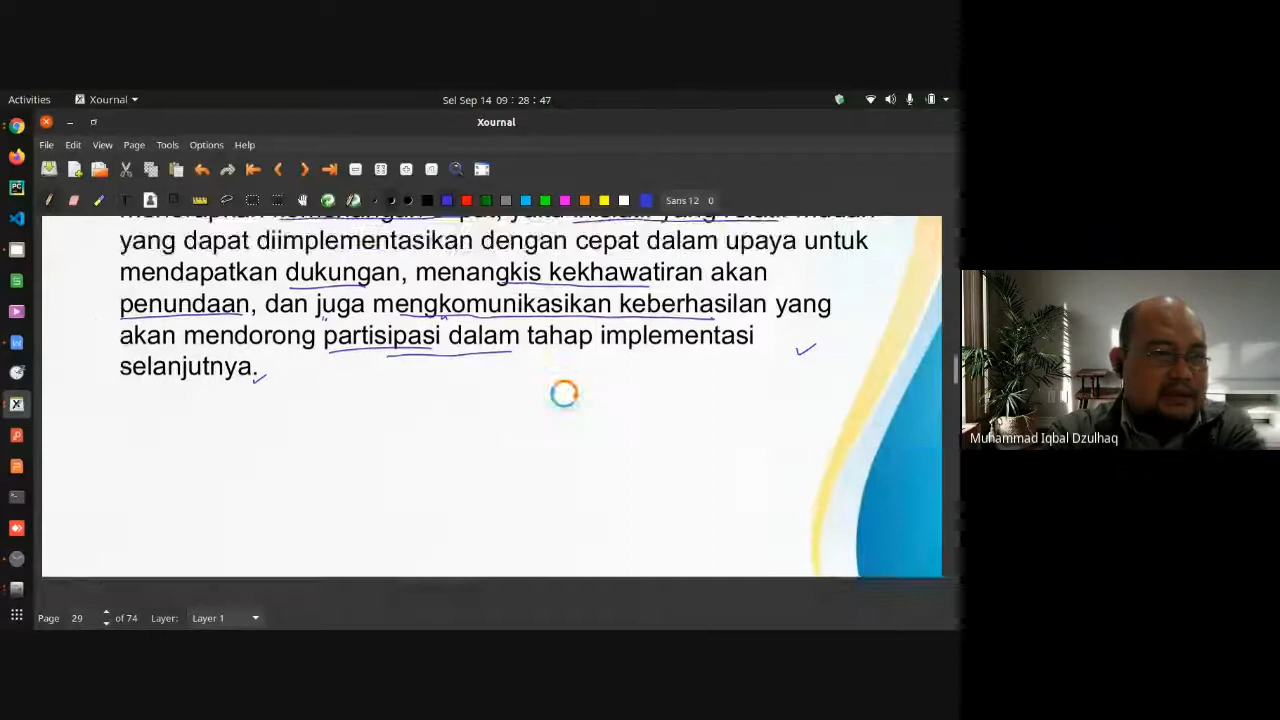 Activities
Xournal
Sel Sep 14 09:28:47
Xournal
File Edit View Page Tools Options Help
Sans 12 0
yang dapat diimplementasikan dengan cepat dalam upaya untuk
mendapatkan dukungan, menangkis kekhawatiran akan
penundaan, dan juga mengkomunikasikan keberhasilan yang
akan mendorong partisipasi dalam tahap implementasi
selanjutnya.
Muhammad Iqbal Dzulhaq
Page 29 of 74 Layer: Layer 1